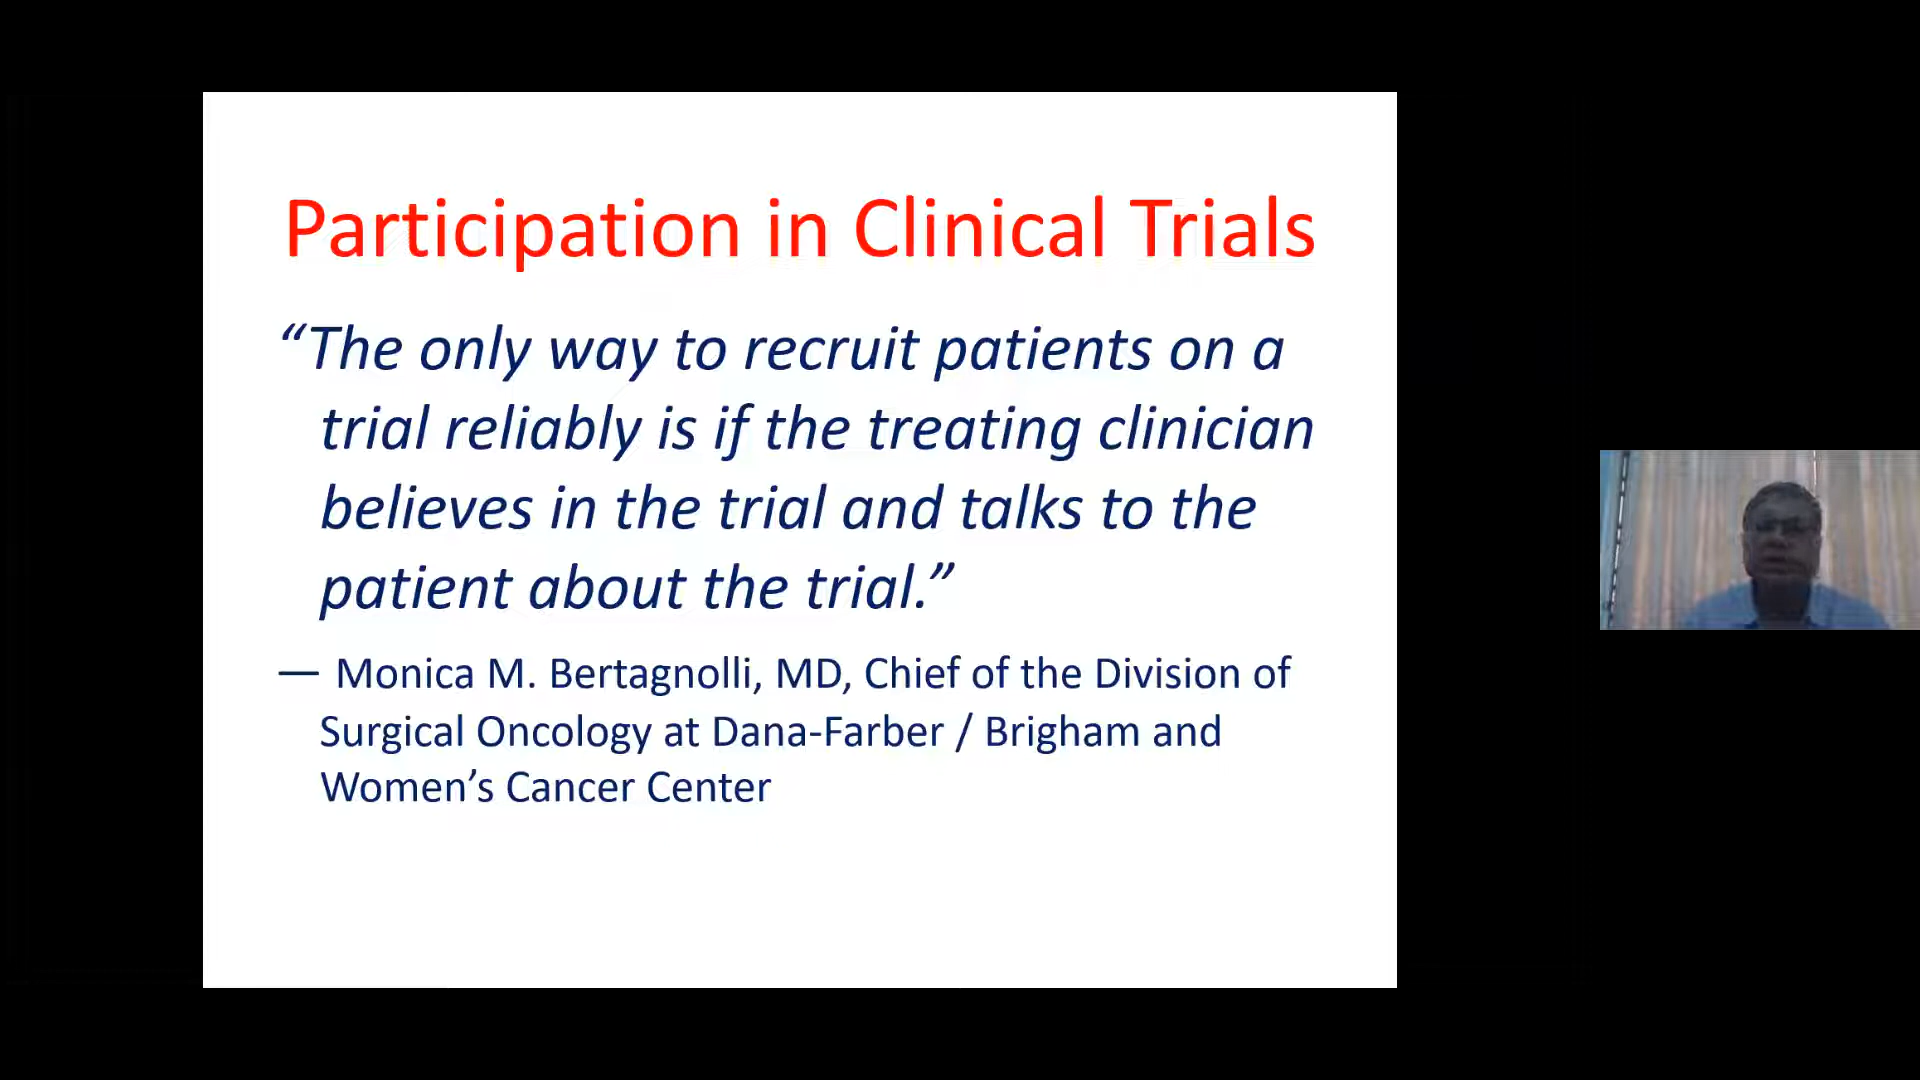 Participation in Clinical Trials
“The only way to recruit patients on a
trial reliably is if the treating clinician
believes in the trial and talks to the
patient about the trial.”
— Monica M. Bertagnolli, MD, Chief of the Division of
Surgical Oncology at Dana-Farber / Brigham and
Women’s Cancer Center